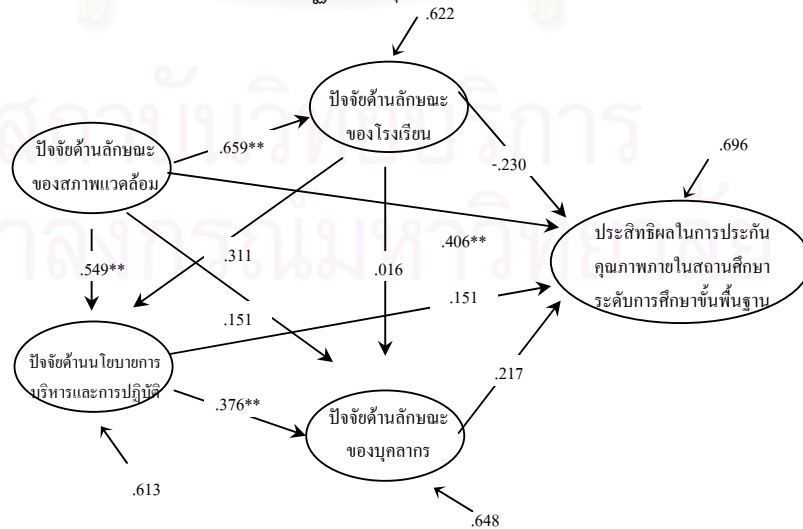 .622
ปัจจัยด้านลักษณะ
ของโรงเรียน
.659**
-.230
.696
ปัจจัยด้านลักษณะ
ของสภาพแวดล้อม
ประสิทธิผลในการประกัน
คุณภาพภายในสถานศึกษา
ระดับการศึกษาขั้นพื้นฐาน
.406**
.311
.549**
.016
.151
.151
ปัจจัยด้านนโยบายการ
บริหารและการปฏิบัติ
.217
.376**
ปัจจัยด้านลักษณะ
ของบุคลากร
.613
.648